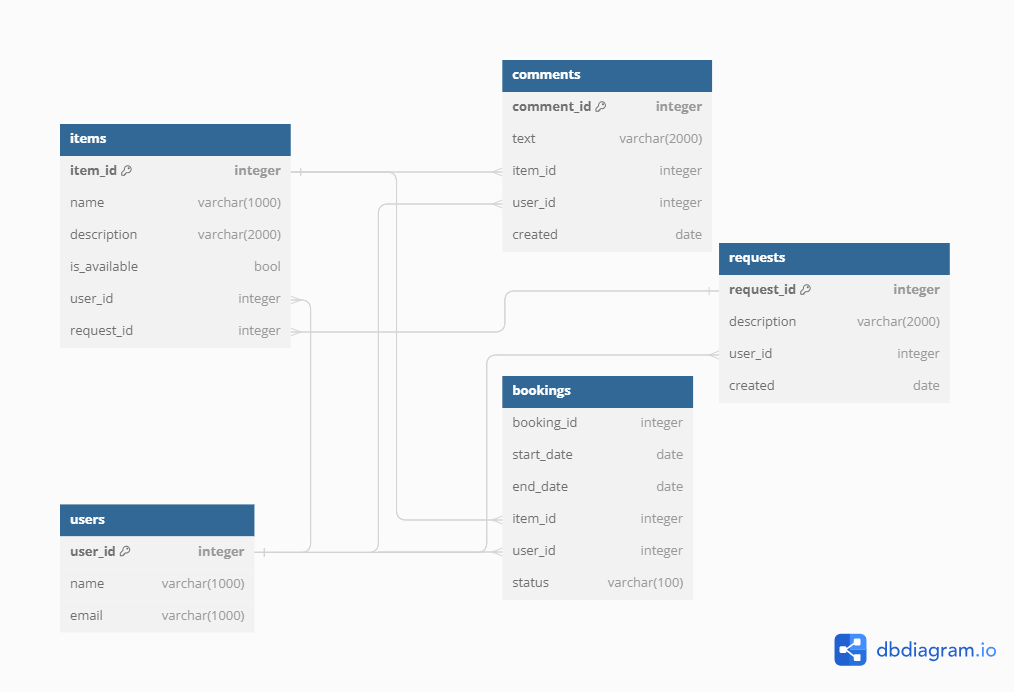 comments
comment_id integer
text varchar(2000)
item_id integer
user_id integer
created date
items
item_id integer
name varchar(1000)
description varchar(2000)
is_available bool
user_id integer
request_id integer
requests
request_id integer
description varchar(2000)
user_id integer
created date
bookings
booking_id integer
start_date date
end_date date
item_id integer
user_id integer
status varchar(100)
users
user_id integer
name varchar(1000)
email varchar(1000)
dbdiagram.io